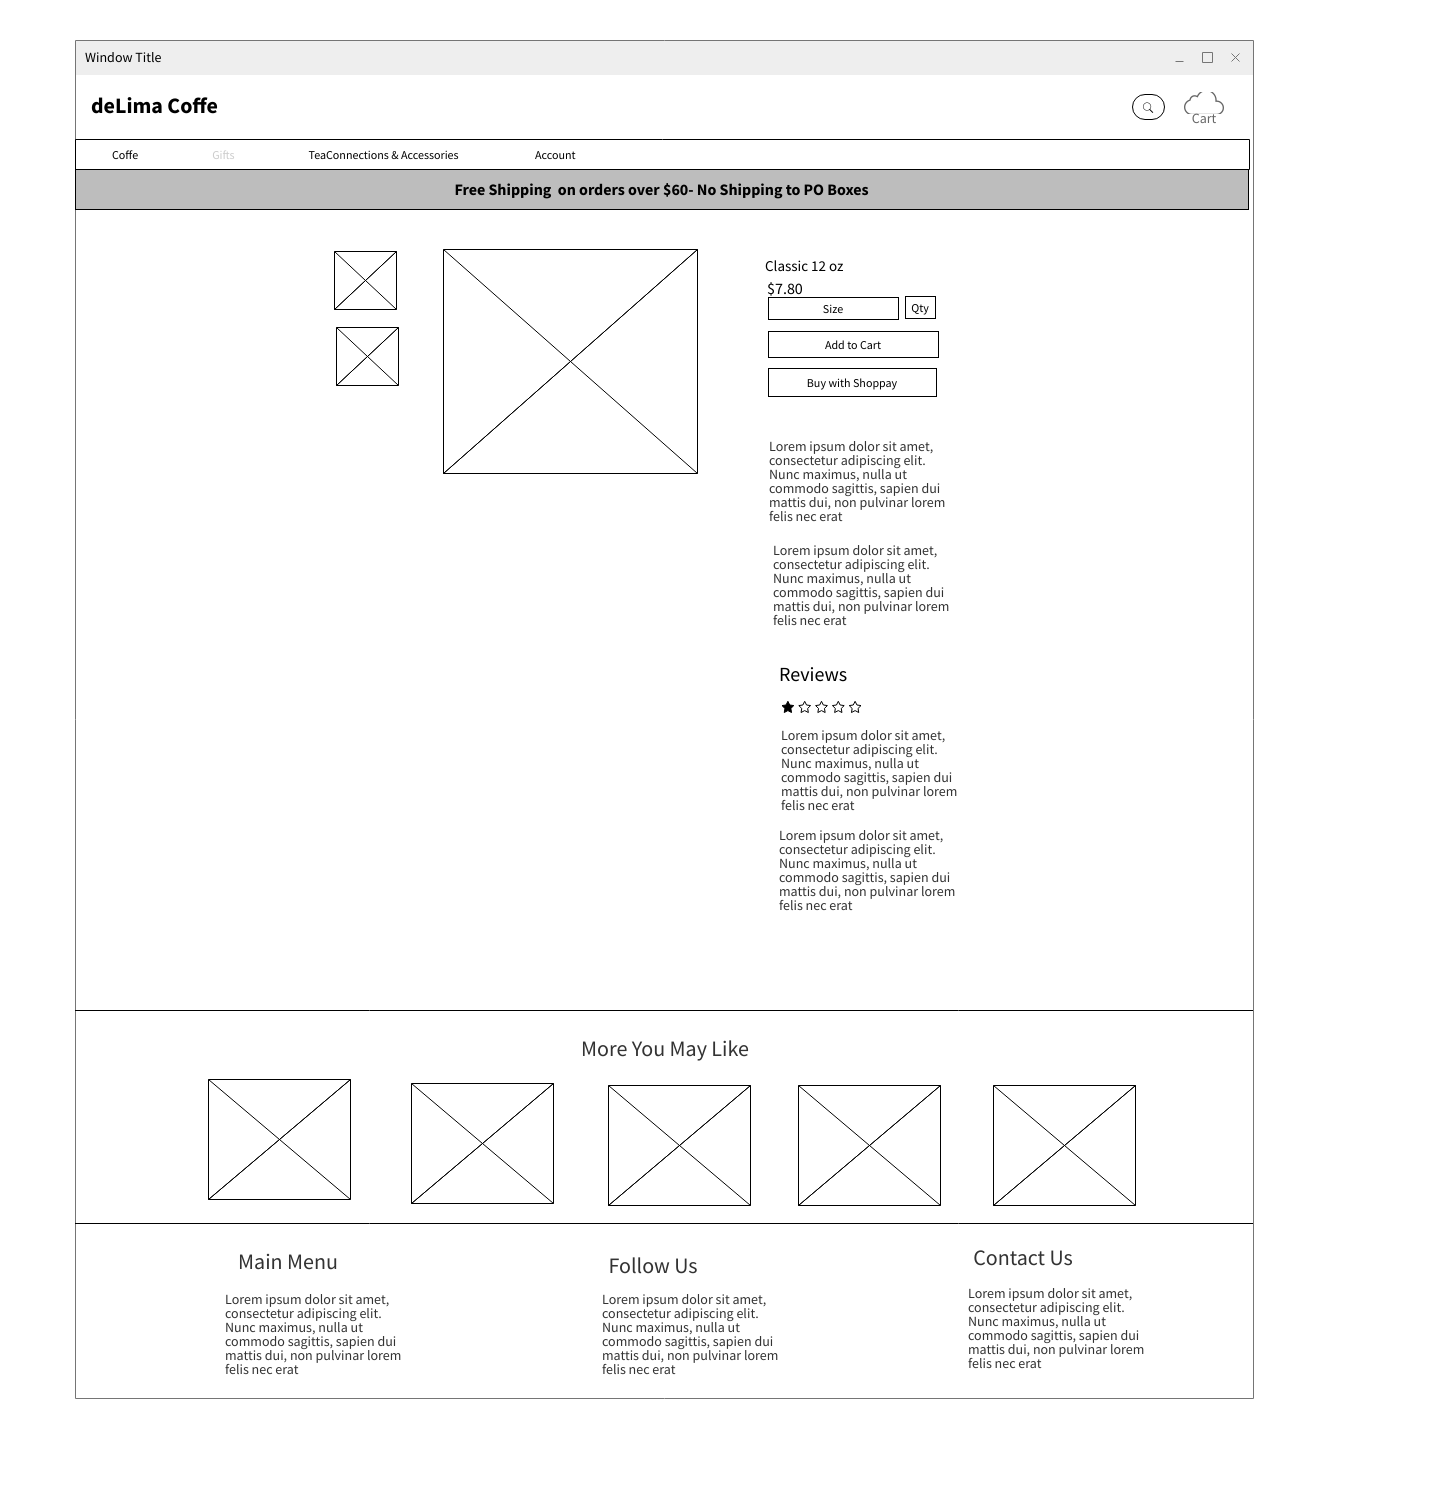 Window Title
deLima Coffe
Cart
Coffe Gifts TeaConnections & Accessories Account
Free Shipping  on orders over $60- No Shipping to PO Boxes
Classic 12 oz
$7.80
Size Qty
Add to Cart
Buy with Shoppay
Lorem ipsum dolor sit amet,
consectetur adipiscing elit.
Nunc maximus, nulla ut
commodo sagittis, sapien dui
mattis dui, non pulvinar lorem
felis nec erat
Lorem ipsum dolor sit amet,
consectetur adipiscing elit.
Nunc maximus, nulla ut
commodo sagittis, sapien dui
mattis dui, non pulvinar lorem
felis nec erat
Reviews
Lorem ipsum dolor sit amet,
consectetur adipiscing elit.
Nunc maximus, nulla ut
commodo sagittis, sapien dui
mattis dui, non pulvinar lorem
felis nec erat
Lorem ipsum dolor sit amet,
consectetur adipiscing elit.
Nunc maximus, nulla ut
commodo sagittis, sapien dui
mattis dui, non pulvinar lorem
felis nec erat
More You May Like
Main Menu
Lorem ipsum dolor sit amet,
consectetur adipiscing elit.
Nunc maximus, nulla ut
commodo sagittis, sapien dui
mattis dui, non pulvinar lorem
felis nec erat
Follow Us
Lorem ipsum dolor sit amet,
consectetur adipiscing elit.
Nunc maximus, nulla ut
commodo sagittis, sapien dui
mattis dui, non pulvinar lorem
felis nec erat
Contact Us
Lorem ipsum dolor sit amet,
consectetur adipiscing elit.
Nunc maximus, nulla ut
commodo sagittis, sapien dui
mattis dui, non pulvinar lorem
felis nec erat